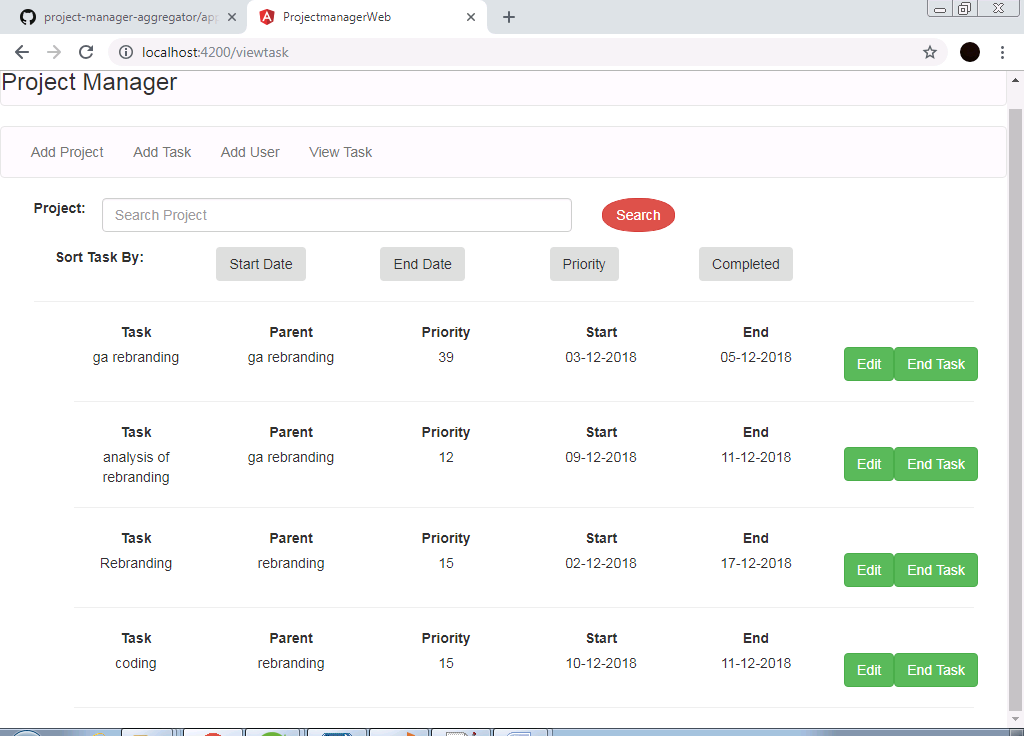 project-manager-aggregator/app
ProjectmanagerWeb
localhost:4200/viewtask
Project Manager
Add Project Add Task Add User View Task
Project: Search Project Search
Sort Task By: Start Date End Date Priority Completed
Task Parent Priority Start End
ga rebranding ga rebranding 39 03-12-2018 05-12-2018
Edit End Task
Task Parent Priority Start End
analysis of ga rebranding 12 09-12-2018 11-12-2018
rebranding
Edit End Task
Task Parent Priority Start End
Rebranding rebranding 15 02-12-2018 17-12-2018
Edit End Task
Task Parent Priority Start End
coding rebranding 15 10-12-2018 11-12-2018
Edit End Task